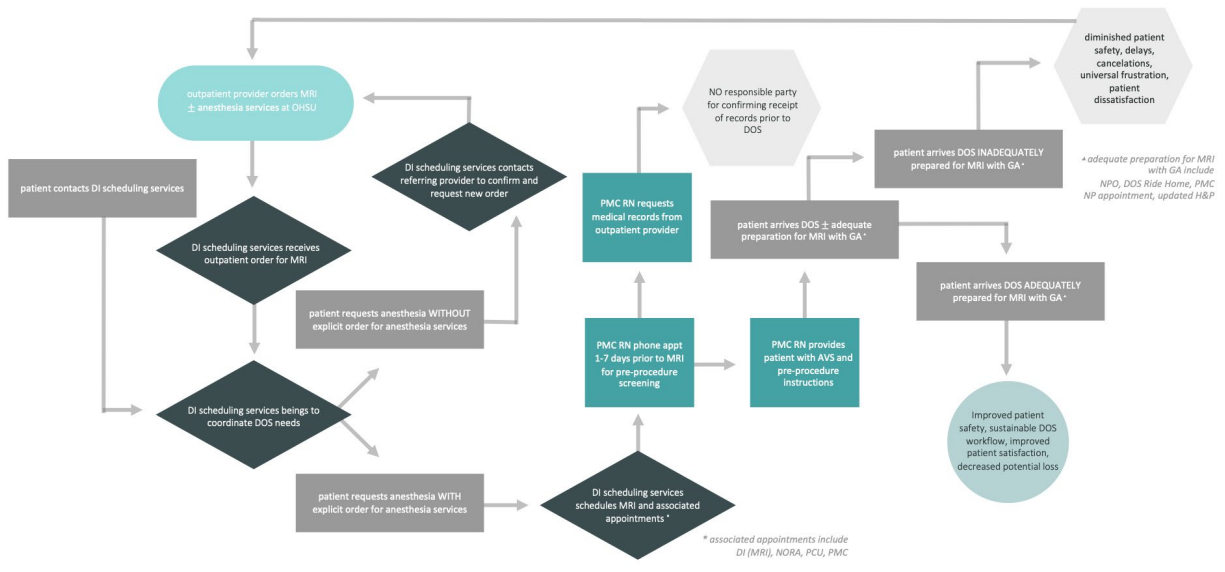 outpatient provider orders MRI
± anesthesia services at OHSU
patient contacts DI scheduling services
DI scheduling services receives
outpatient order for MRI
DI scheduling services beings to
coordinate DOS needs
patient requests anesthesia WITHOUT
explicit order for anesthesia services
DI scheduling services contacts
referring provider to confirm and
request new order
patient requests anesthesia WITH
explicit order for anesthesia services
DI scheduling services
schedules MRI and associated
appointments *
* associated appointments include
DI (MRI), NORA, PCU, PMC
PMC RN phone appt
1-7 days prior to MRI
for pre-procedure
screening
PMC RN requests
medical records from
outpatient provider
NO responsible party
for confirming receipt
of records prior to
DOS
PMC RN provides
patient with AVS and
pre-procedure
instructions
patient arrives DOS ± adequate
preparation for MRI with GA ▴
patient arrives DOS INADEQUATELY
prepared for MRI with GA ▴
diminished patient
safety, delays,
cancelations,
universal frustration,
patient
dissatisfaction
▴ adequate preparation for MRI
with GA include
NPO, DOS Ride Home, PMC
NP appointment, updated H&P
patient arrives DOS ADEQUATELY
prepared for MRI with GA ▴
Improved patient
safety, sustainable DOS
workflow, improved
patient satisfaction,
decreased potential loss